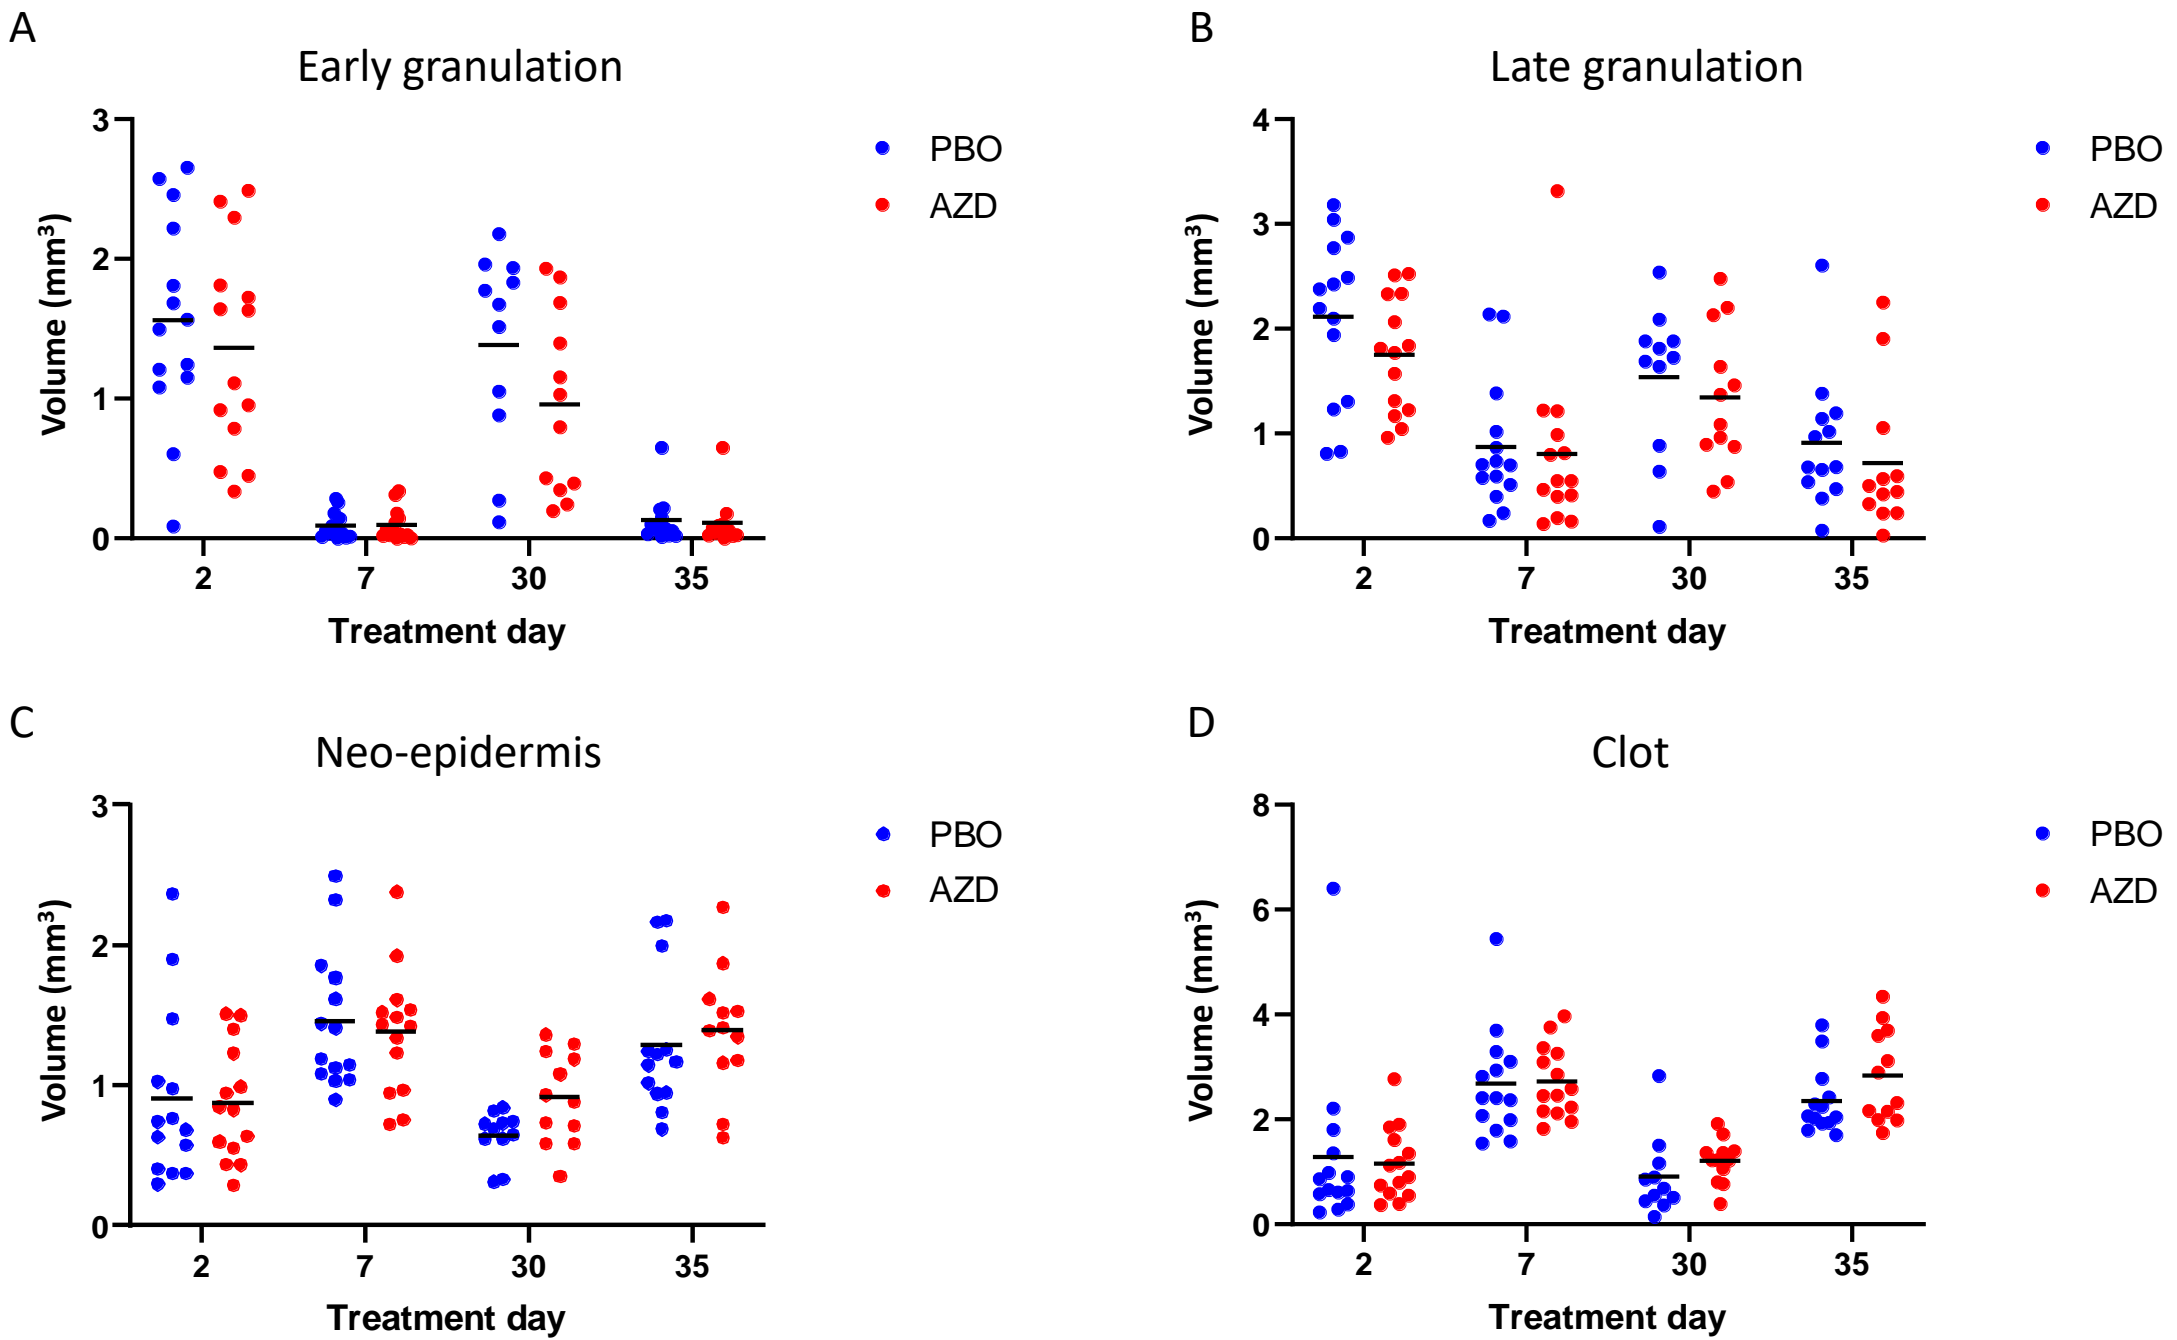 A
Early granulation
3
2
1
0
Volume (mm³)
2 7 30 35
Treatment day
PBO
AZD
B
Late granulation
4
3
2
1
0
Volume (mm³)
2 7 30 35
Treatment day
PBO
AZD
C
Neo-epidermis
3
2
1
0
Volume (mm³)
2 7 30 35
Treatment day
PBO
AZD
D
Clot
8
6
4
2
0
Volume (mm³)
2 7 30 35
Treatment day
PBO
AZD